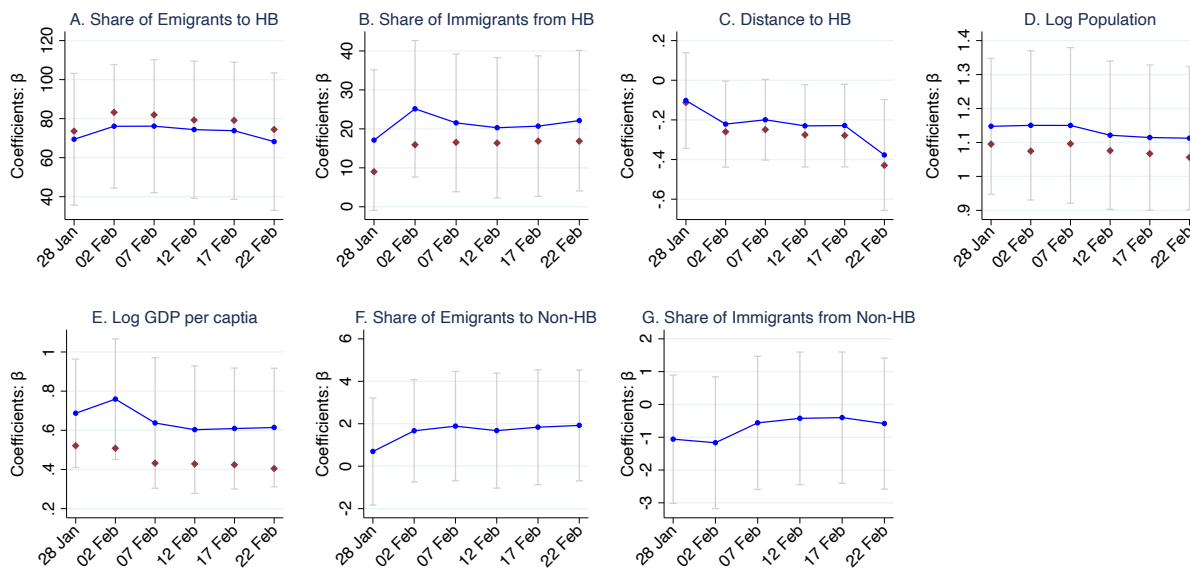 A. Share of Emigrants to HB
Coefficients: β
120
100
80
60
40
28 Jan
02 Feb
07 Feb
12 Feb
17 Feb
22 Feb
B. Share of Immigrants from HB
Coefficients: β
40
30
20
10
0
28 Jan
02 Feb
07 Feb
12 Feb
17 Feb
22 Feb
C. Distance to HB
Coefficients: β
.2
0
-.2
-.4
-.6
28 Jan
02 Feb
07 Feb
12 Feb
17 Feb
22 Feb
D. Log Population
Coefficients: β
1.4
1.3
1.2
1.1
1
.9
28 Jan
02 Feb
07 Feb
12 Feb
17 Feb
22 Feb
E. Log GDP per captia
Coefficients: β
1
.8
.6
.4
.2
28 Jan
02 Feb
07 Feb
12 Feb
17 Feb
22 Feb
F. Share of Emigrants to Non-HB
Coefficients: β
6
4
2
0
-2
28 Jan
02 Feb
07 Feb
12 Feb
17 Feb
22 Feb
G. Share of Immigrants from Non-HB
Coefficients: β
2
1
0
-1
-2
-3
28 Jan
02 Feb
07 Feb
12 Feb
17 Feb
22 Feb